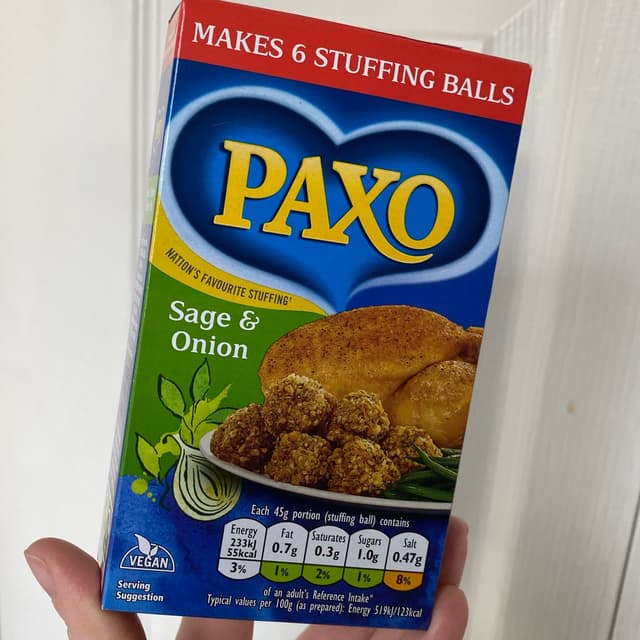 MAKES 6 STUFFING BALLS
PAXO
NATION'S FAVOURITE STUFFING†
Sage &
Onion
Each 45g portion (stuffing ball) contains
Energy
233kJ
55kcal
3%
Fat
0.7g
1%
Saturates
0.3g
2%
Sugars
1.0g
1%
Salt
0.47g
8%
of an adult's Reference Intake*
Typical values per 100g (as prepared): Energy 519kJ/123kcal
VEGAN
Serving
Suggestion